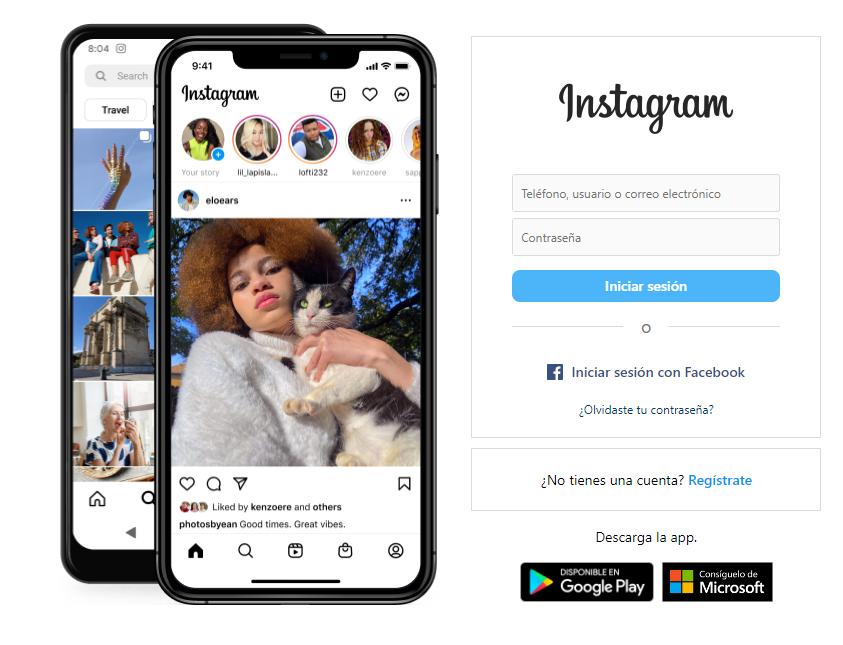 8:04
Search
Travel
9:41
Instagram
Your story
lil_lapisla...
lofti232
kenzoere
sapp
eloears
Liked by kenzoere and others
photosbyean Good times. Great vibes.
Instagram
Teléfono, usuario o correo electrónico
Contraseña
Iniciar sesión
O
Iniciar sesión con Facebook
¿Olvidaste tu contraseña?
¿No tienes una cuenta? Regístrate
Descarga la app.
DISPONIBLE EN
Google Play
Consíguelo de
Microsoft